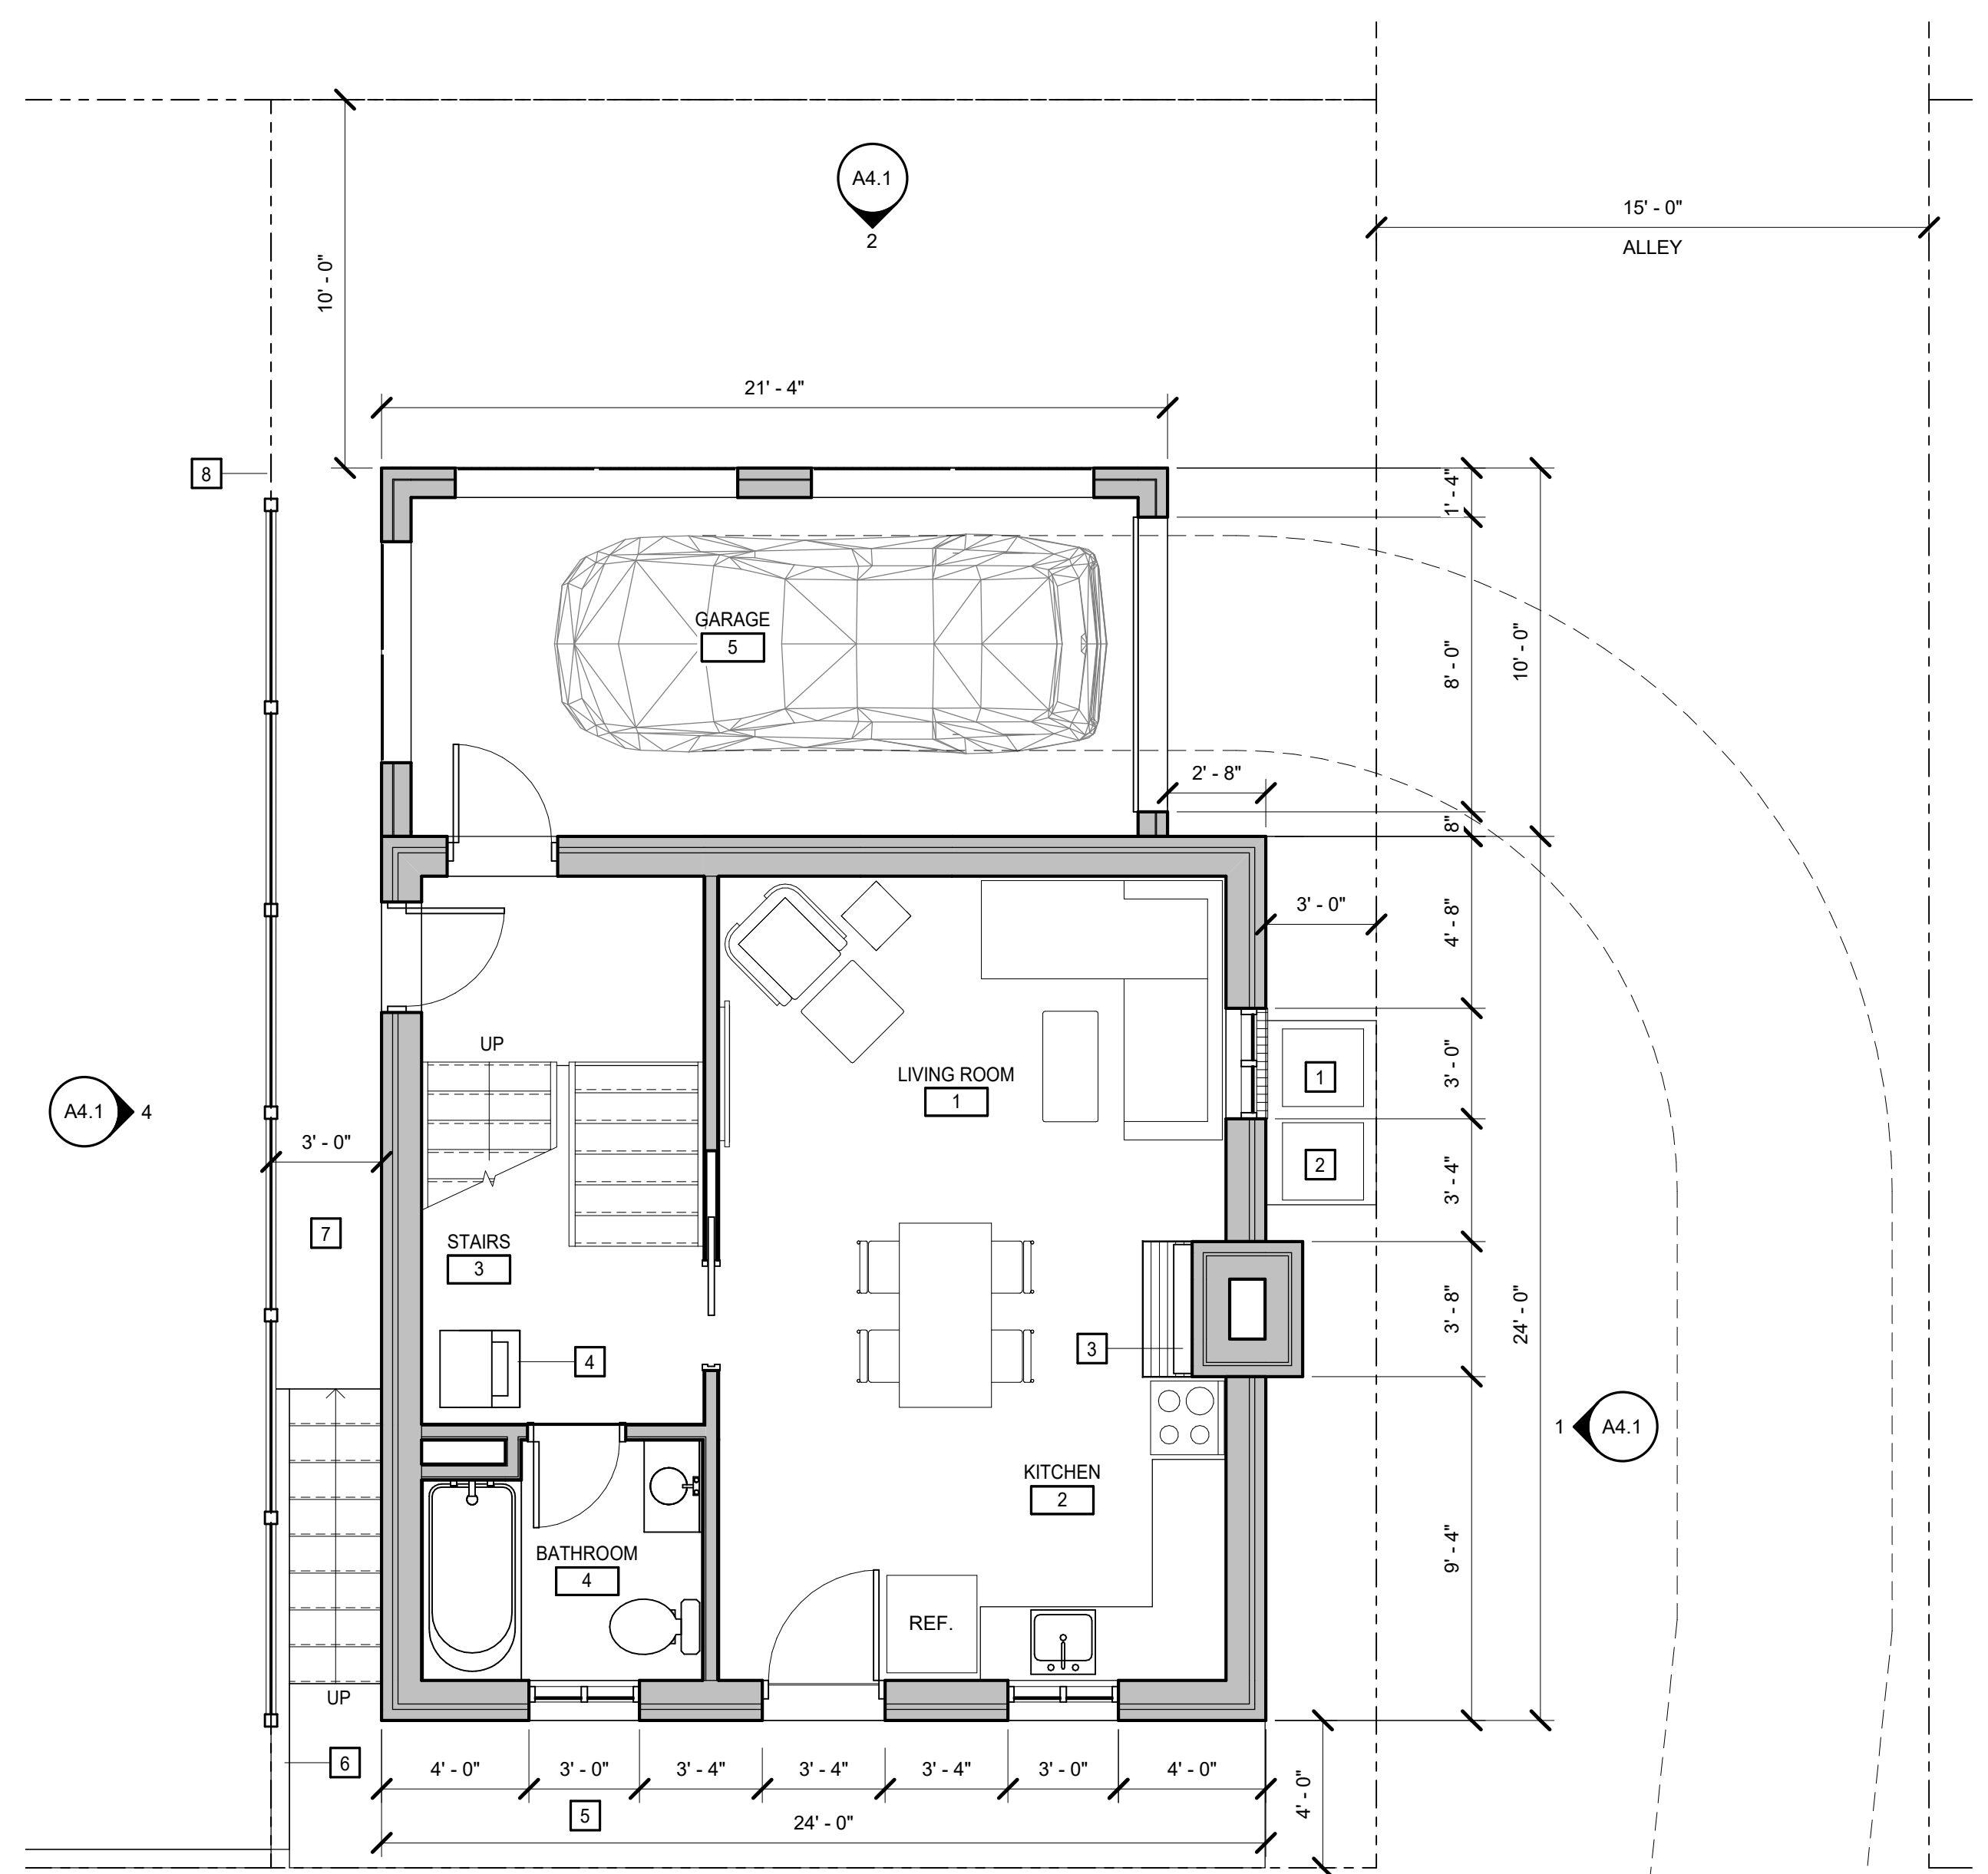 A4.1
2
15' - 0"
ALLEY
10' - 0"
21' - 4"
8
1' - 4"
GARAGE
5
8' - 0"
10' - 0"
2' - 8"
8"
3' - 0"
4' - 8"
UP
LIVING ROOM
1
1
3' - 0"
A4.1
4
3' - 0"
2
3' - 4"
7
STAIRS
3
3' - 8"
24' - 0"
3
4
1
A4.1
KITCHEN
2
BATHROOM
4
9' - 4"
REF.
UP
6
4' - 0"
3' - 0"
3' - 4"
3' - 4"
3' - 4"
3' - 0"
4' - 0"
4' - 0"
5
24' - 0"